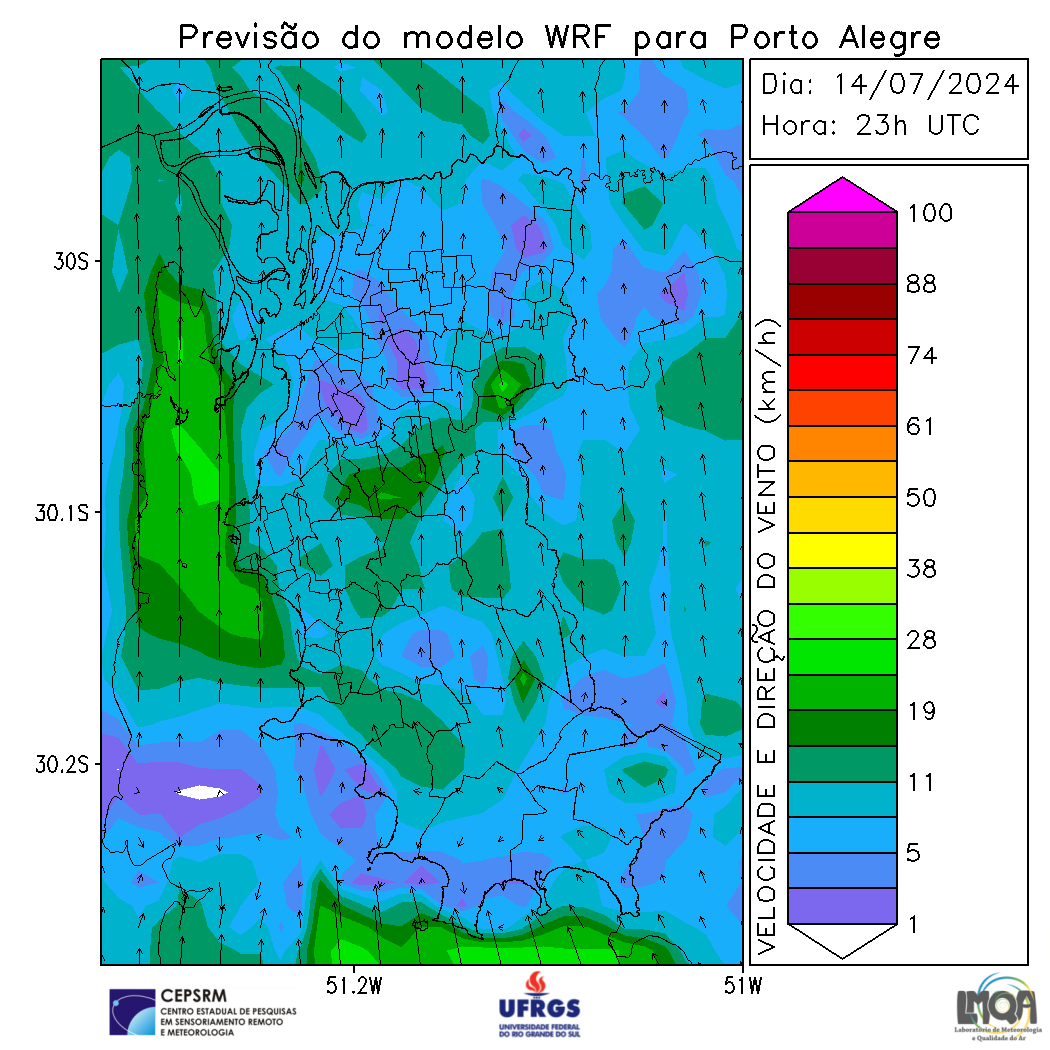 Previsão do modelo WRF para Porto Alegre
Dia: 14/07/2024
Hora: 23h UTC
30S
30.1S
30.2S
51.2W
51W
VELOCIDADE E DIREÇÃO DO VENTO (km/h)
100
88
74
61
50
38
28
19
11
5
1
CEPSRM
CENTRO ESTADUAL DE PESQUISAS
EM SENSORIAMENTO REMOTO
E METEOROLOGIA
UFRGS
UNIVERSIDADE FEDERAL
DO RIO GRANDE DO SUL
LMQA
Laboratório de Meteorologia
e Qualidade do Ar